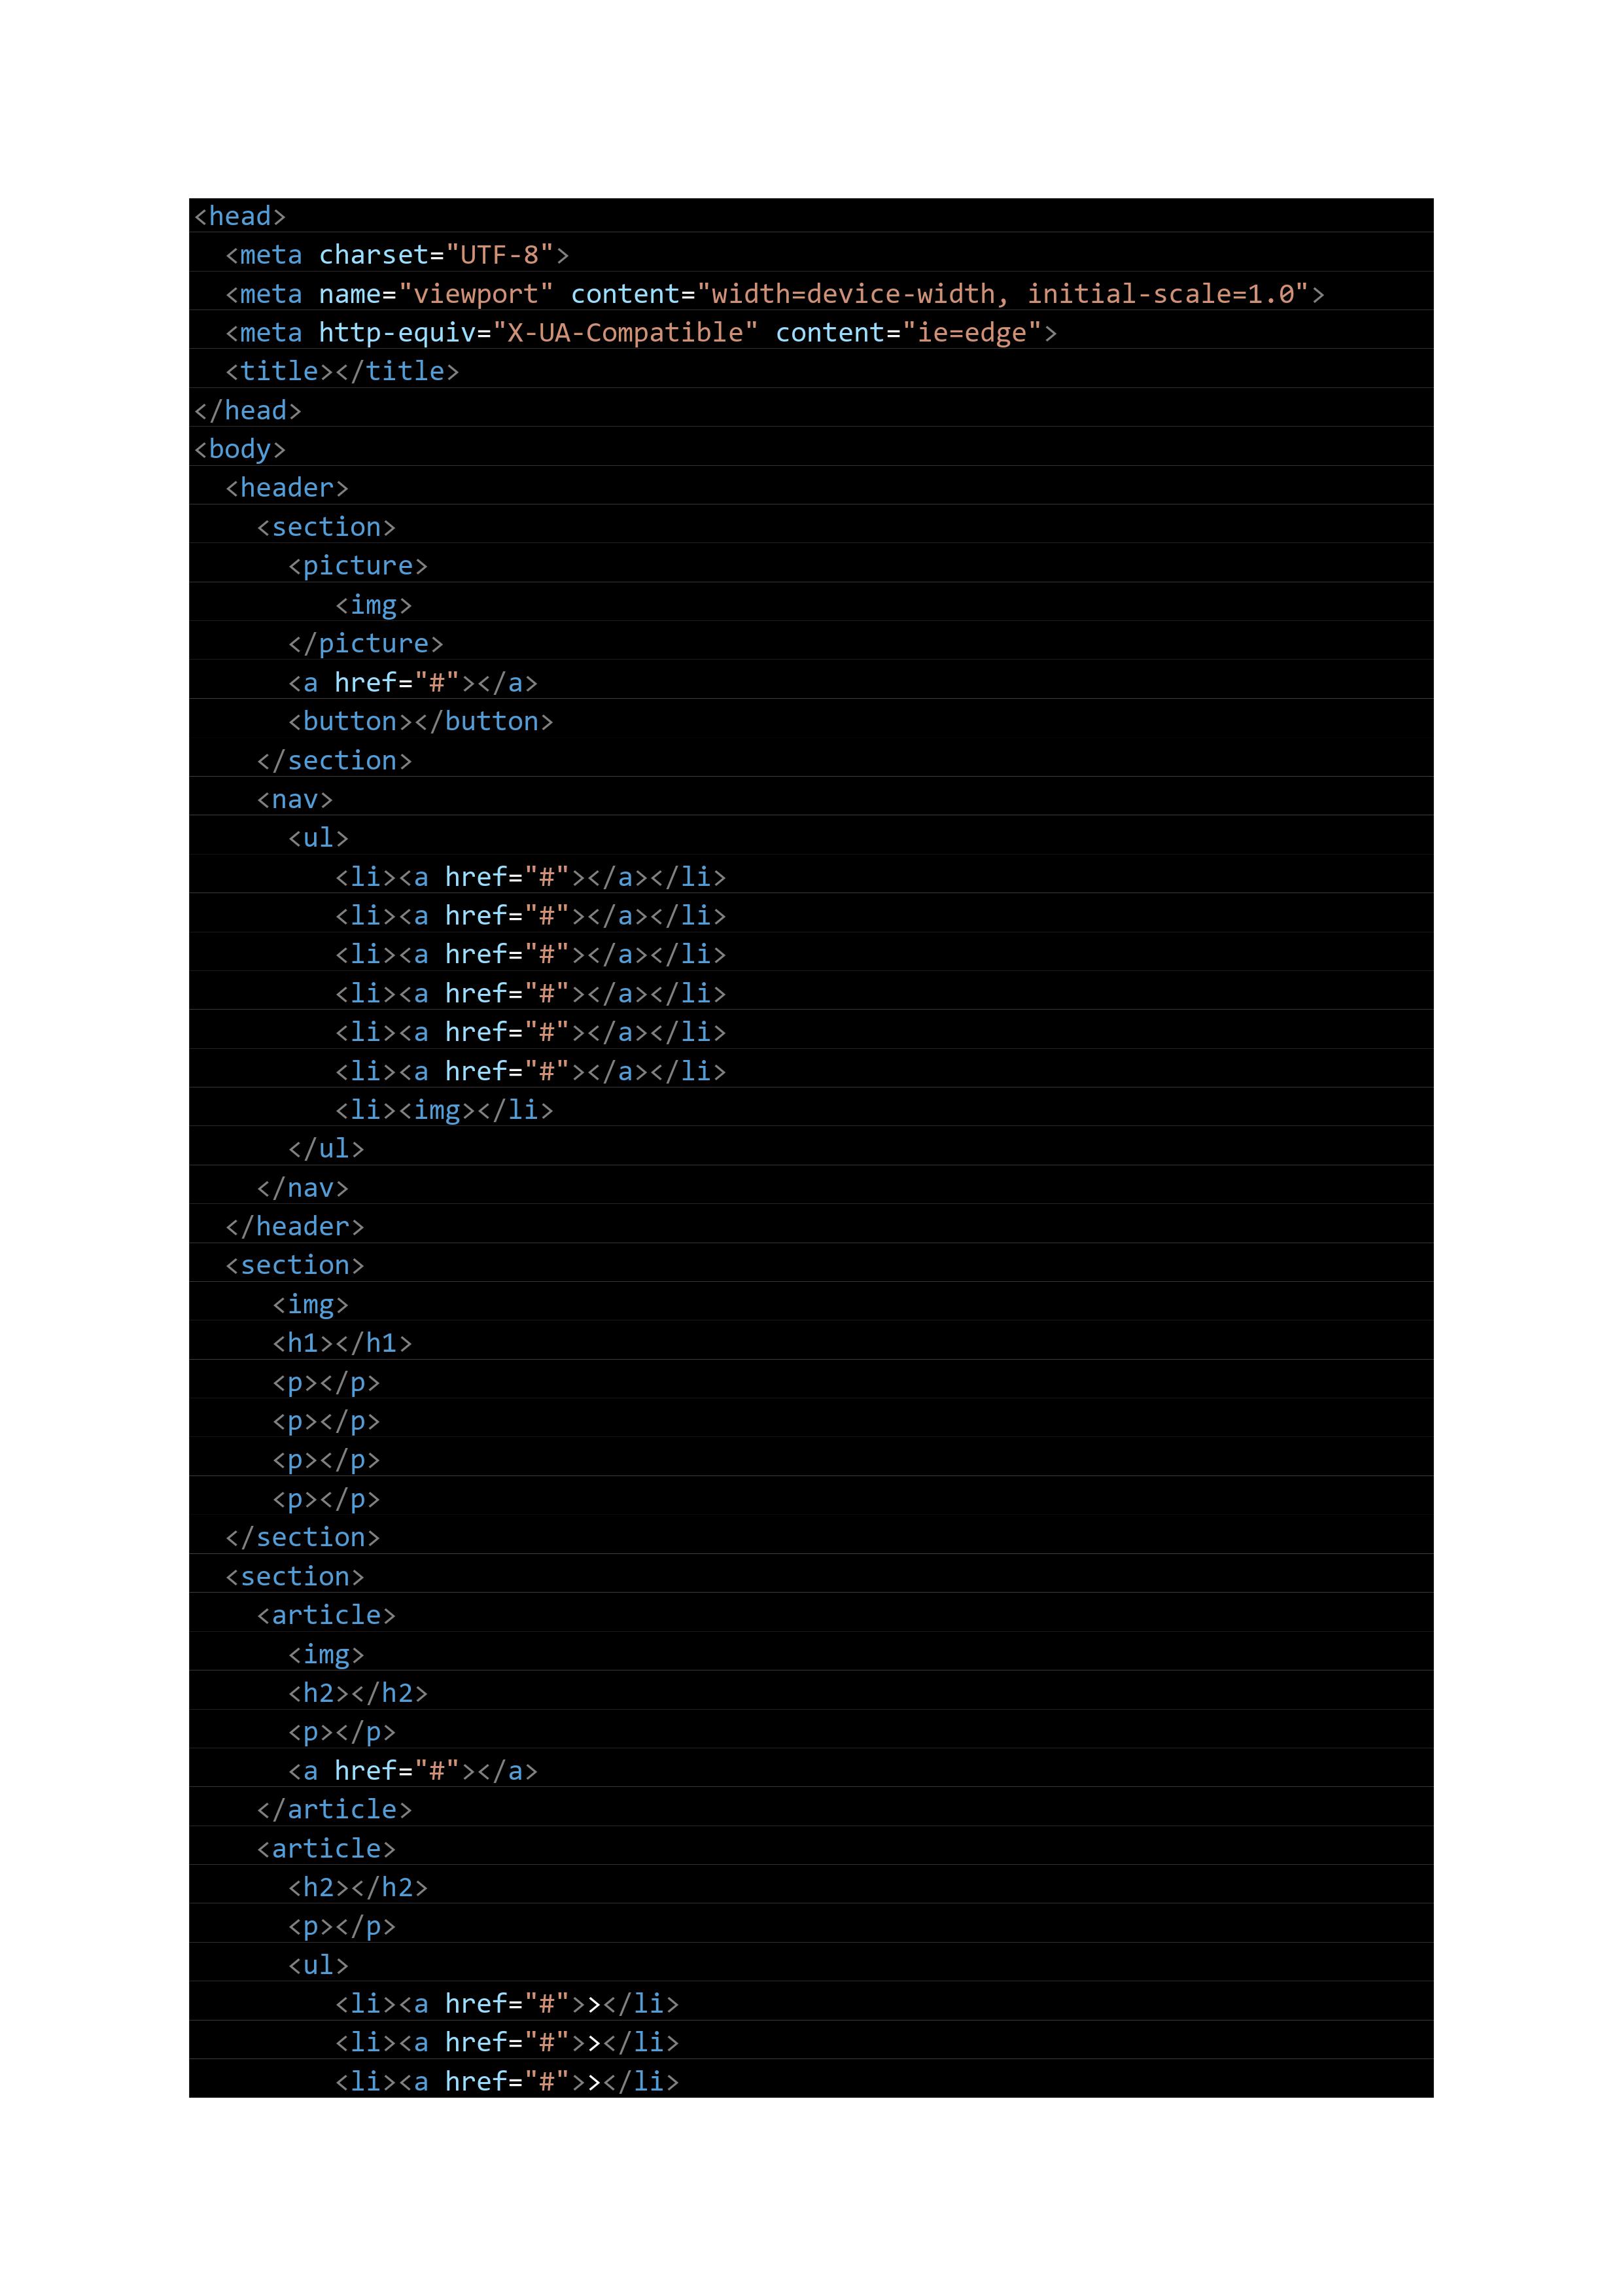 <head>
  <meta charset="UTF-8">
  <meta name="viewport" content="width=device-width, initial-scale=1.0">
  <meta http-equiv="X-UA-Compatible" content="ie=edge">
  <title></title>
</head>
<body>
  <header>
    <section>
      <picture>
         <img>
      </picture>
      <a href="#"></a>
      <button></button>
    </section>
    <nav>
      <ul>
         <li><a href="#"></a></li>
         <li><a href="#"></a></li>
         <li><a href="#"></a></li>
         <li><a href="#"></a></li>
         <li><a href="#"></a></li>
         <li><a href="#"></a></li>
         <li><img></li>
      </ul>
    </nav>
  </header>
  <section>
     <img>
     <h1></h1>
     <p></p>
     <p></p>
     <p></p>
     <p></p>
  </section>
  <section>
    <article>
      <img>
      <h2></h2>
      <p></p>
      <a href="#"></a>
    </article>
    <article>
      <h2></h2>
      <p></p>
      <ul>
         <li><a href="#">></li>
         <li><a href="#">></li>
         <li><a href="#">></li>